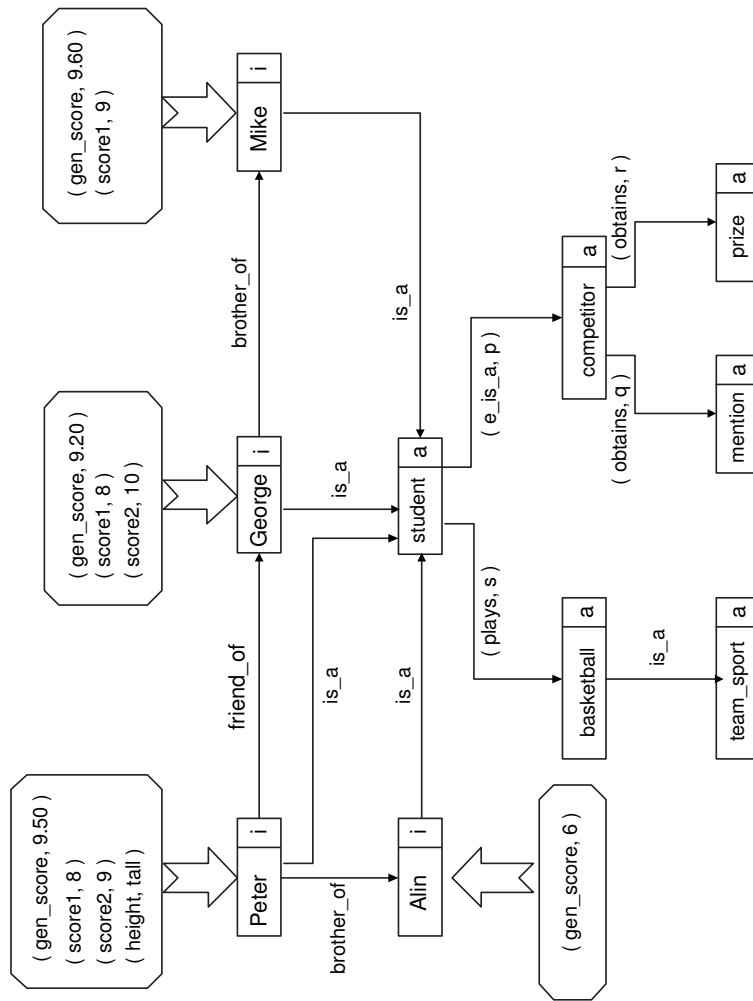 ( gen_score, 9.50 )
( score1, 8 )
( score2, 9 )
( height, tall )
( gen_score, 9.20 )
( score1, 8 )
( score2, 10 )
( gen_score, 9.60 )
( score1, 9 )
Peter i
friend_of
George i
brother_of
Mike i
brother_of
is_a
is_a
is_a
Alin i
is_a
student a
( gen_score, 6 )
( plays, s )
( e_is_a, p )
basketball a
competitor a
is_a
( obtains, q )
( obtains, r )
team_sport a
mention a
prize a